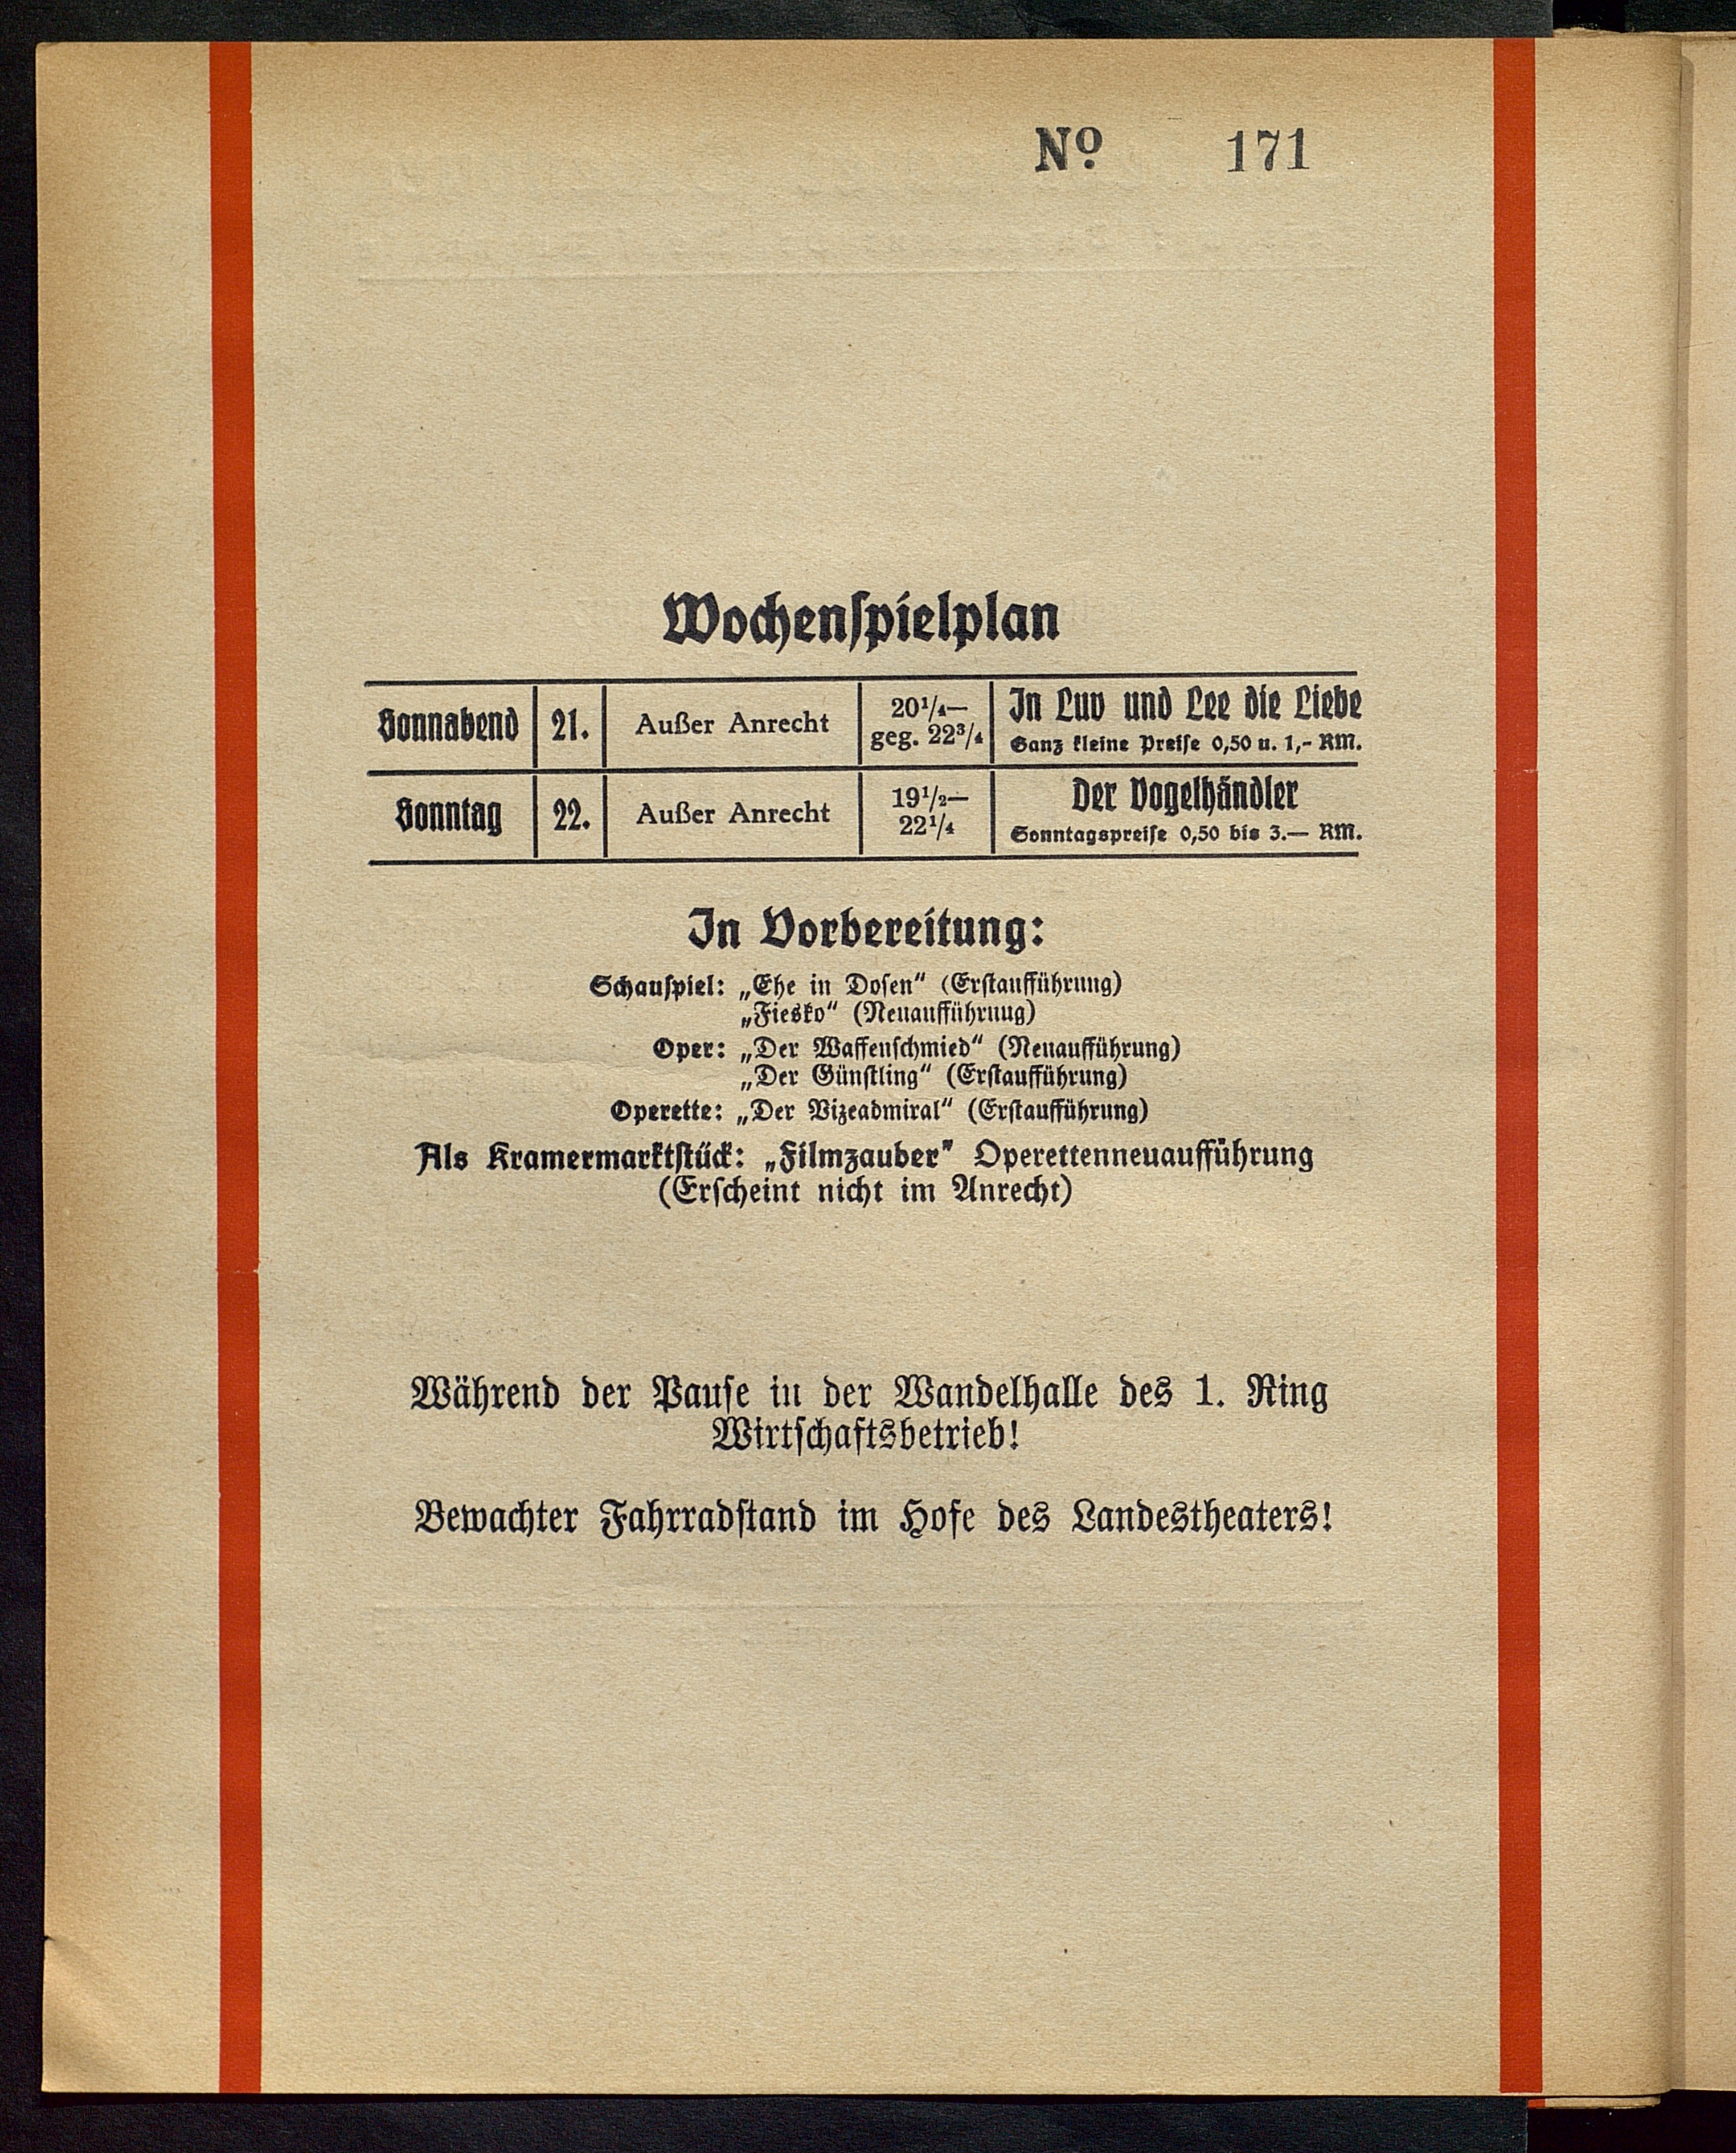 Nº 171
Wochenspielplan
Sonnabend 21. Außer Anrecht 20¹/₄— geg. 22³/₄ In Luv und Lee die Liebe
Ganz kleine Preise 0,50 u. 1,- RM.
Sonntag 22. Außer Anrecht 19¹/₂— 22¹/₄ Der Vogelhändler
Sonntagspreise 0,50 bis 3.— RM.
In Vorbereitung:
Schauspiel: „Ehe in Dosen“ (Erstaufführung)
„Fiesko“ (Neuaufführung)
Oper: „Der Waffenschmied“ (Neuaufführung)
„Der Günstling“ (Erstaufführung)
Operette: „Der Vizeadmiral“ (Erstaufführung)
Als Kramermarktstück: „Filmzauber“ Operettenneuaufführung
(Erscheint nicht im Anrecht)
Während der Pause in der Wandelhalle des 1. Ring
Wirtschaftsbetrieb!
Bewachter Fahrradstand im Hofe des Landestheaters!